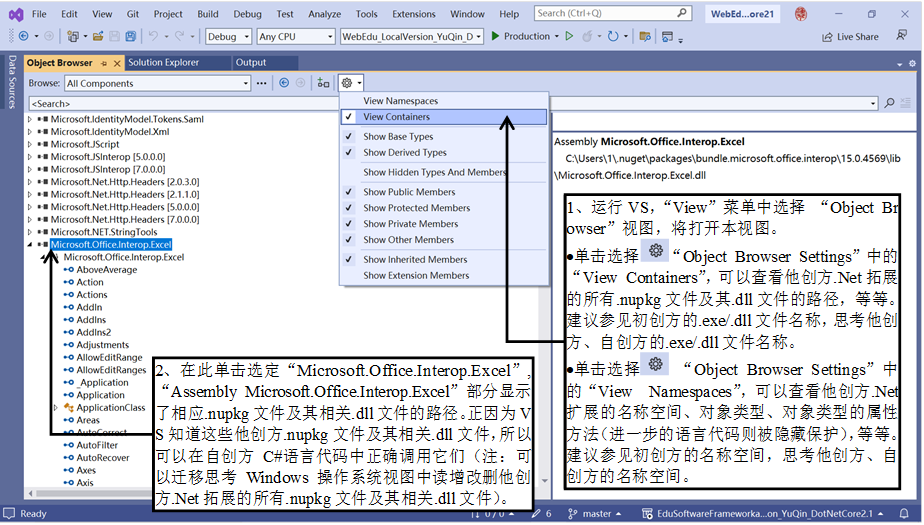 File Edit View Git Project Build Debug Test Analyze Tools Extensions Window Help Search (Ctrl+Q) WebEdu...ore21
Debug Any CPU WebEdu_LocalVersion_YuQin_D Production Live Share
Data Sources
Object Browser Solution Explorer Output
Browse: All Components
<Search>
View Namespaces
View Containers
Show Base Types
Show Derived Types
Show Hidden Types And Members
Show Public Members
Show Protected Members
Show Private Members
Show Other Members
Show Inherited Members
Show Extension Members
Microsoft.IdentityModel.Tokens.Saml
Microsoft.IdentityModel.Xml
Microsoft.JScript
Microsoft.JSInterop [5.0.0.0]
Microsoft.JSInterop [7.0.0.0]
Microsoft.Net.Http.Headers [2.0.3.0]
Microsoft.Net.Http.Headers [2.1.1.0]
Microsoft.Net.Http.Headers [5.0.0.0]
Microsoft.Net.Http.Headers [7.0.0.0]
Microsoft.NET.StringTools
Microsoft.Office.Interop.Excel
Microsoft.Office.Interop.Excel
AboveAverage
Action
Actions
AddIn
AddIns
AddIns2
Adjustments
AllowEditRange
AllowEditRanges
_Application
Application
ApplicationClass
Areas
AutoCorrect
AutoFilter
AutoRecover
Axes
Axis
Assembly Microsoft.Office.Interop.Excel
C:\Users\1\.nuget\packages\bundle.microsoft.office.interop\15.0.4569\lib
\Microsoft.Office.Interop.Excel.dll
1、运行 VS，“View”菜单中选择 “Object Br
owser”视图，将打开本视图。
●单击选择 “Object Browser Settings”中的
“View Containers”，可以查看他创方.Net 拓展
的所有.nupkg 文件及其.dll 文件的路径，等等。
建议参见初创方的.exe/.dll 文件名称，思考他创
方、自创方的.exe/.dll 文件名称。
●单击选择 “Object Browser Settings”中
的“View Namespaces”，可以查看他创方.Net
扩展的名称空间、对象类型、对象类型的属性
方法（进一步的语言代码则被隐藏保护），等等。
建议参见初创方的名称空间，思考他创方、自
创方的名称空间。
2、在此单击选定“Microsoft.Office.Interop.Excel”，
“Assembly Microsoft.Office.Interop.Excel”部分显示
了相应.nupkg 文件及其相关.dll 文件的路径。正因为 V
S 知道这些他创方.nupkg 文件及其相关.dll 文件，所以
可以在自创方 C#语言代码中正确调用它们（注：可
以迁移思考 Windows 操作系统视图中读增改删他创
方.Net 拓展的所有.nupkg 文件及其相关.dll 文件）。
Ready 0 / 0 6 master EduSoftwareFrameworka...on_YuQin_DotNetCore2.1